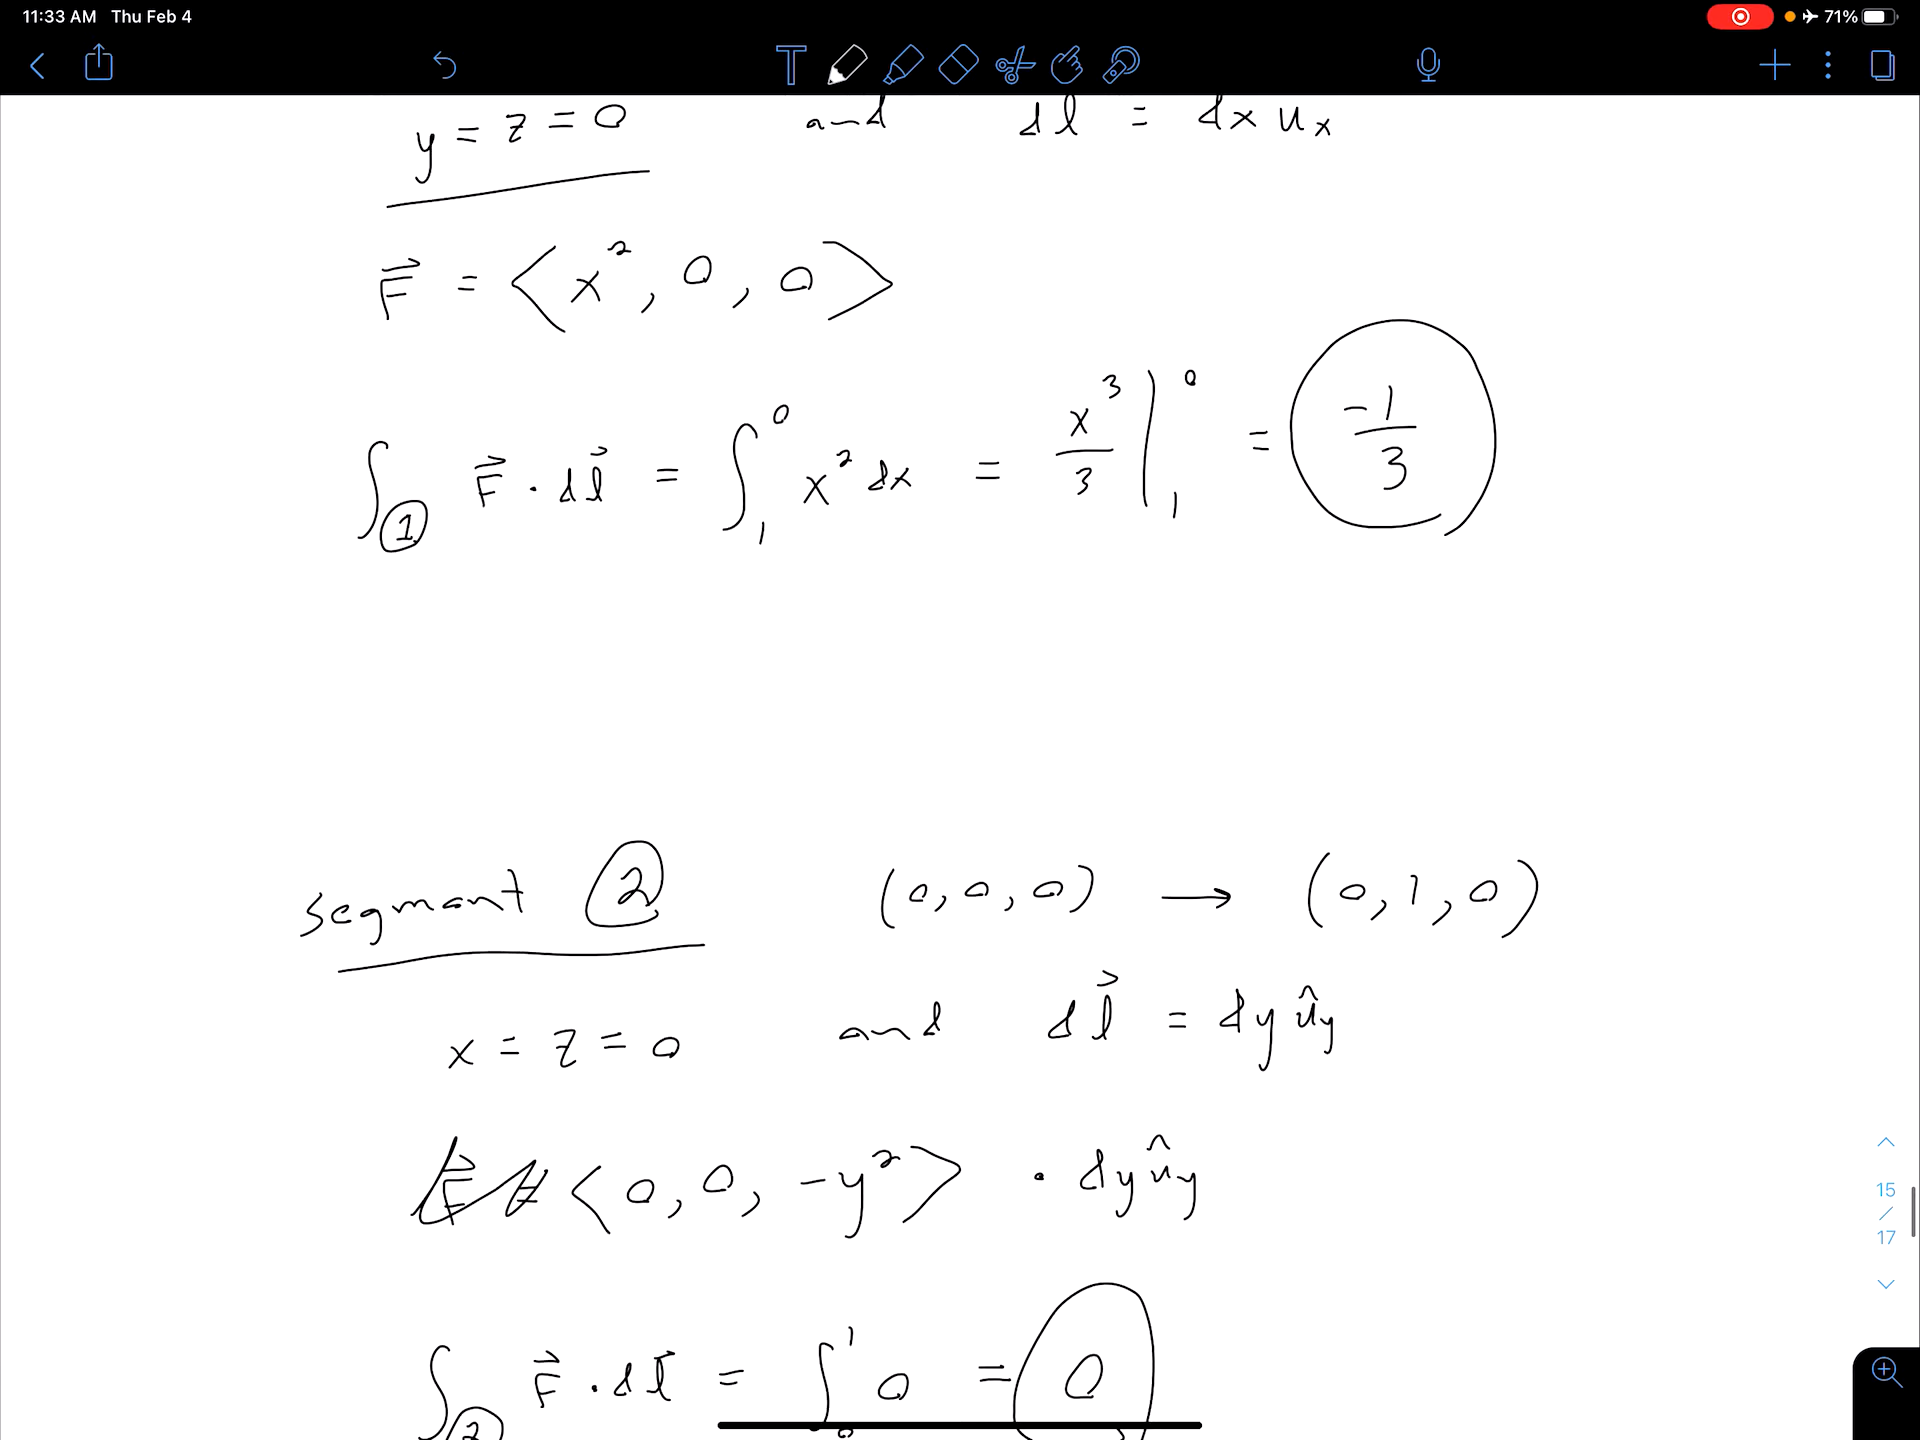 11:33 AM Thu Feb 4 71%
y = z = 0 and dl = dx uₓ
F⃗ = <x², 0, 0>
∫① F⃗ · dl⃗ = ∫₁⁰ x² dx = x³/3 |₁⁰ = -1/3
segmant ② (0, 0, 0) → (0, 1, 0)
x = z = 0 and dl⃗ = dy ûy
<0, 0, -y²> · dy ûy
∫② F⃗ · dl⃗ = ∫₀¹ 0 = 0
15
/
17